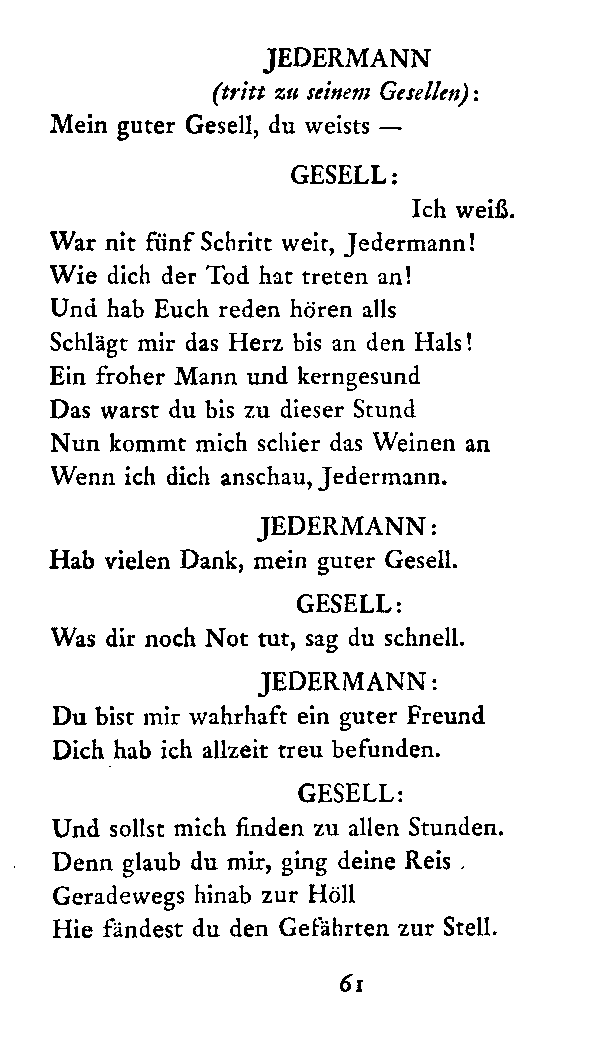 JEDERMANN
(tritt zu seinem Gesellen):
Mein guter Gesell, du weists —
GESELL:
Ich weiß.
War nit fünf Schritt weit, Jedermann!
Wie dich der Tod hat treten an!
Und hab Euch reden hören alls
Schlägt mir das Herz bis an den Hals!
Ein froher Mann und kerngesund
Das warst du bis zu dieser Stund
Nun kommt mich schier das Weinen an
Wenn ich dich anschau, Jedermann.
JEDERMANN:
Hab vielen Dank, mein guter Gesell.
GESELL:
Was dir noch Not tut, sag du schnell.
JEDERMANN:
Du bist mir wahrhaft ein guter Freund
Dich hab ich allzeit treu befunden.
GESELL:
Und sollst mich finden zu allen Stunden.
Denn glaub du mir, ging deine Reis
Geradewegs hinab zur Höll
Hie fändest du den Gefährten zur Stell.
61